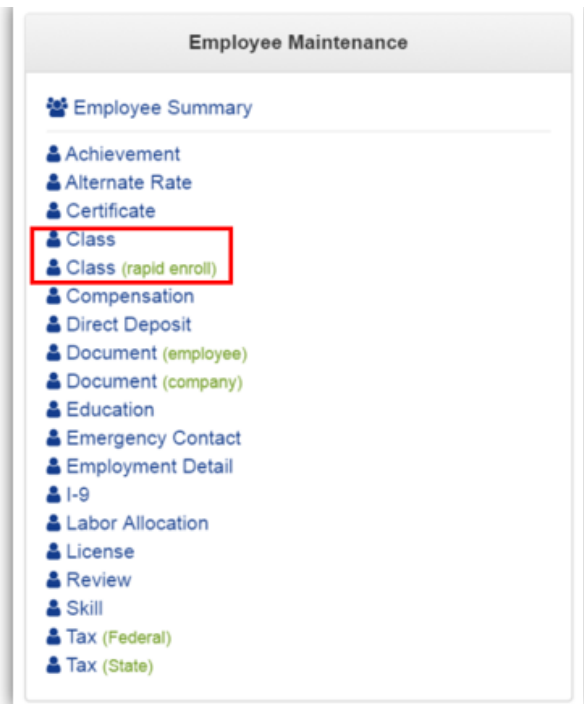 Employee Maintenance
Employee Summary
Achievement
Alternate Rate
Certificate
Class
Class (rapid enroll)
Compensation
Direct Deposit
Document (employee)
Document (company)
Education
Emergency Contact
Employment Detail
I-9
Labor Allocation
License
Review
Skill
Tax (Federal)
Tax (State)